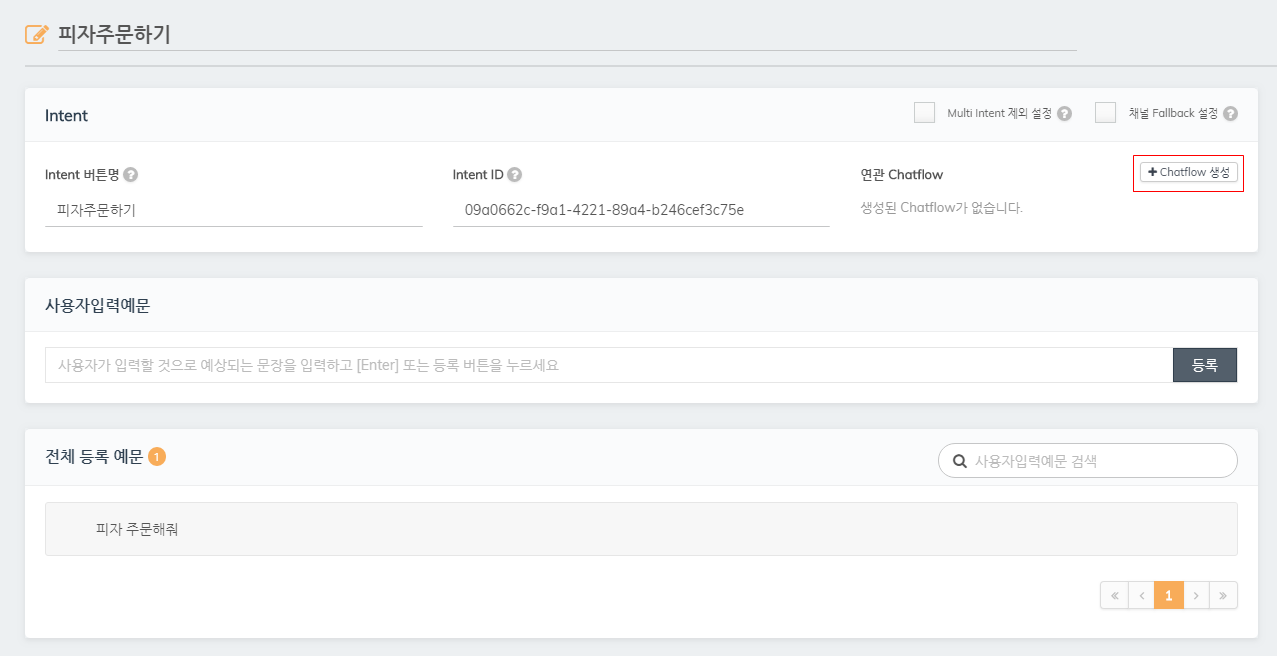 피자주문하기
Intent
Multi Intent 제외 설정 ?
채널 Fallback 설정 ?
Intent 버튼명 ?
Intent ID ?
연관 Chatflow
+ Chatflow 생성
피자주문하기
09a0662c-f9a1-4221-89a4-b246cef3c75e
생성된 Chatflow가 없습니다.
사용자입력예문
사용자가 입력할 것으로 예상되는 문장을 입력하고 [Enter] 또는 등록 버튼을 누르세요
등록
전체 등록 예문 1
사용자입력예문 검색
피자 주문해줘
« ‹ 1 › »